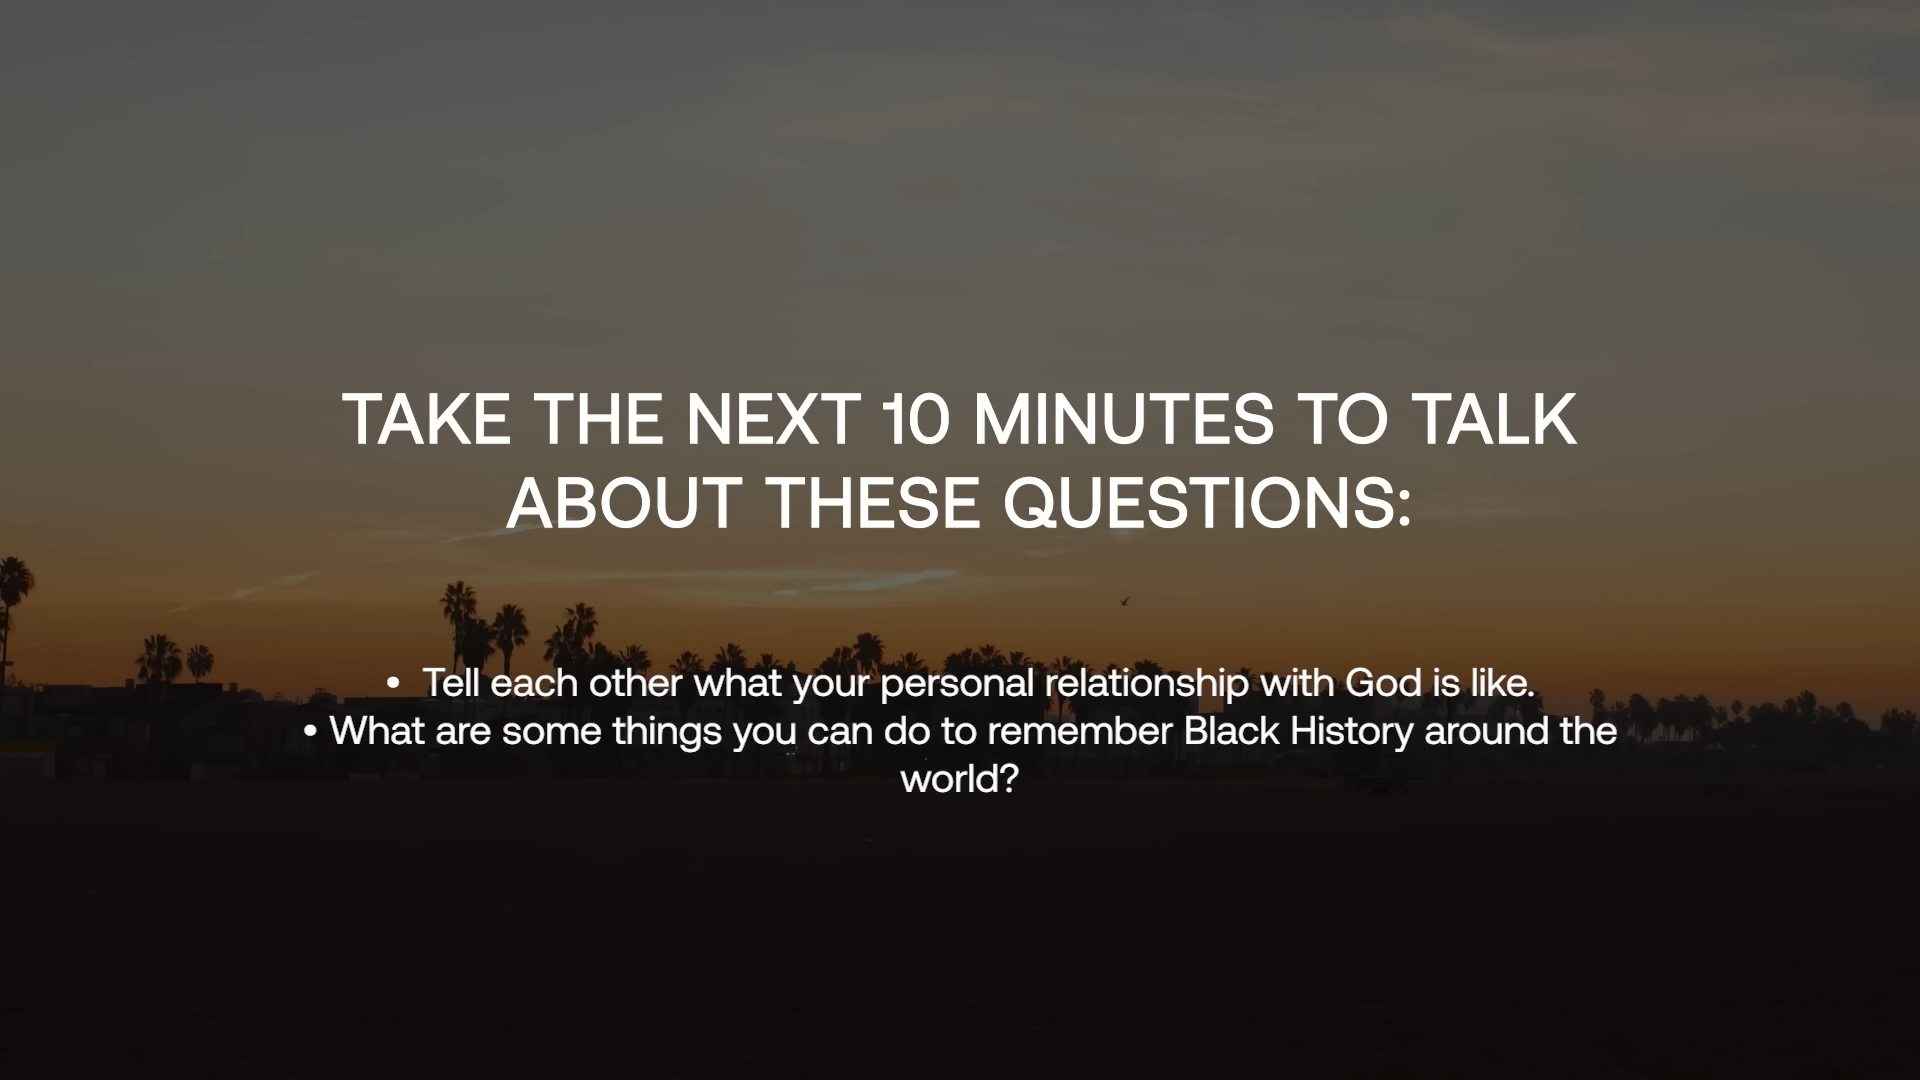 TAKE THE NEXT 10 MINUTES TO TALK
ABOUT THESE QUESTIONS:
• Tell each other what your personal relationship with God is like.
• What are some things you can do to remember Black History around the
world?